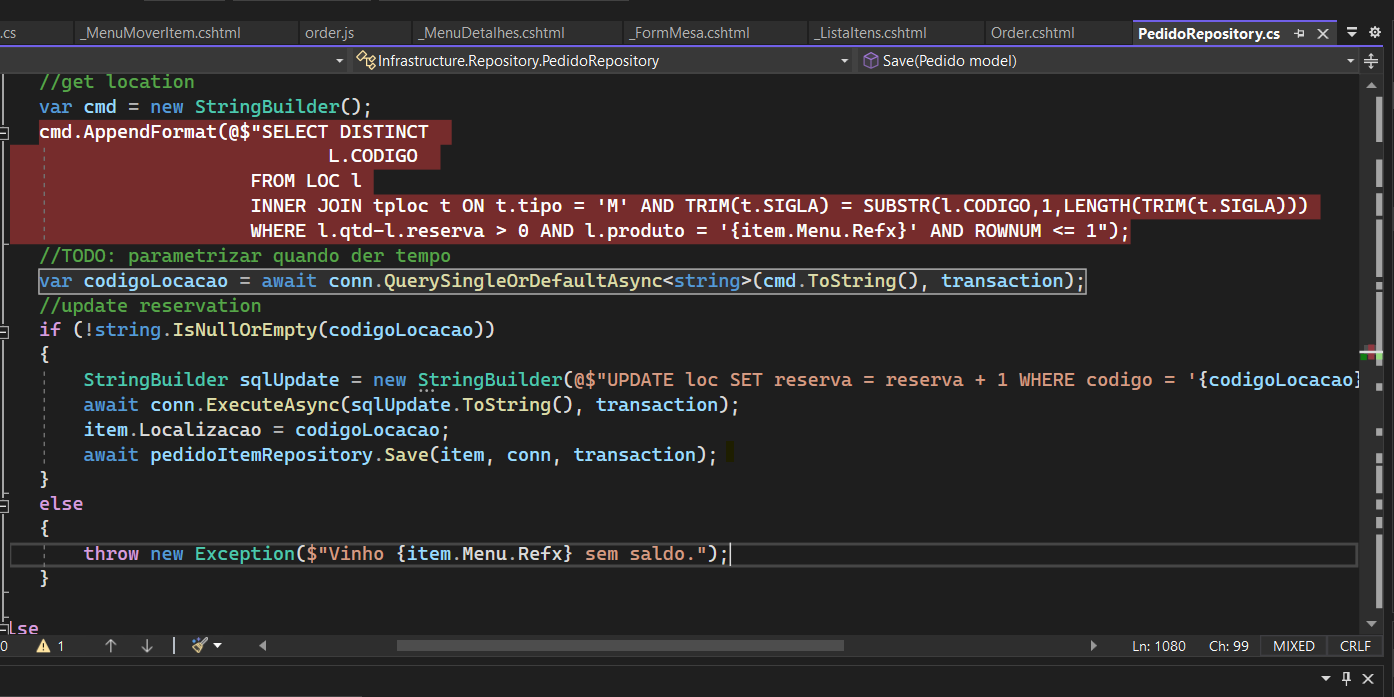 .cs _MenuMoverItem.cshtml order.js _MenuDetalhes.cshtml _FormMesa.cshtml _ListaItens.cshtml Order.cshtml PedidoRepository.cs
Infrastructure.Repository.PedidoRepository Save(Pedido model)
//get location
var cmd = new StringBuilder();
cmd.AppendFormat(@$"SELECT DISTINCT
L.CODIGO
FROM LOC l
INNER JOIN tploc t ON t.tipo = 'M' AND TRIM(t.SIGLA) = SUBSTR(l.CODIGO,1,LENGTH(TRIM(t.SIGLA)))
WHERE l.qtd-l.reserva > 0 AND l.produto = '{item.Menu.Refx}' AND ROWNUM <= 1");
//TODO: parametrizar quando der tempo
var codigoLocacao = await conn.QuerySingleOrDefaultAsync<string>(cmd.ToString(), transaction);
//update reservation
if (!string.IsNullOrEmpty(codigoLocacao))
{
StringBuilder sqlUpdate = new StringBuilder(@$"UPDATE loc SET reserva = reserva + 1 WHERE codigo = '{codigoLocacao}
await conn.ExecuteAsync(sqlUpdate.ToString(), transaction);
item.Localizacao = codigoLocacao;
await pedidoItemRepository.Save(item, conn, transaction);
}
else
{
throw new Exception($"Vinho {item.Menu.Refx} sem saldo.");
}
lse
0 1 Ln: 1080 Ch: 99 MIXED CRLF